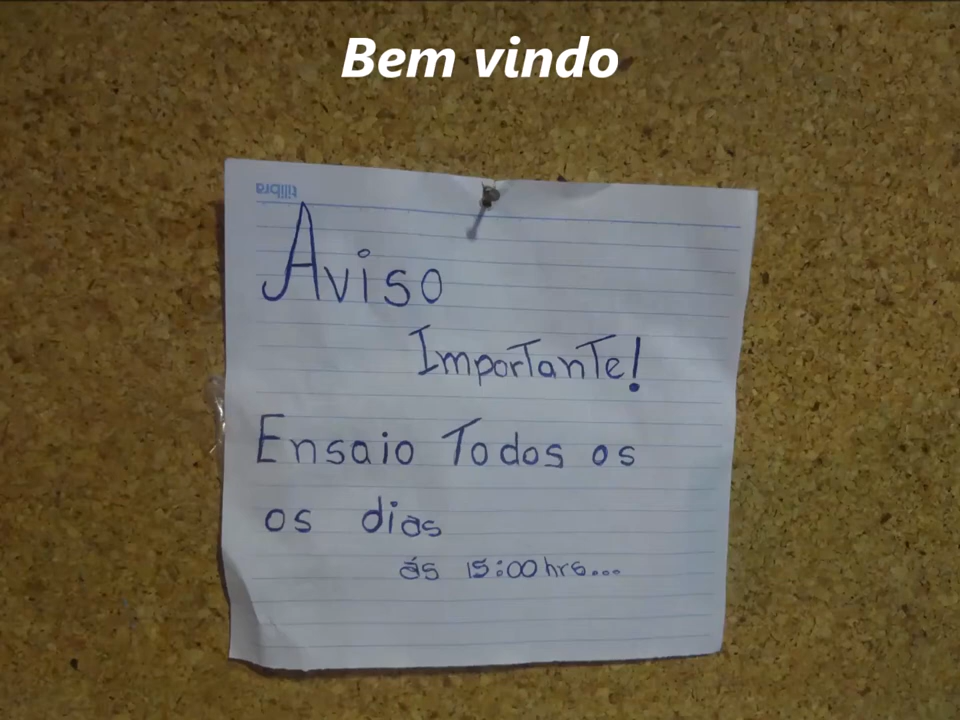 Bem vindo
tilibra
Aviso
Importante!
Ensaio Todos os
os dias
ás 15:00 hrs...